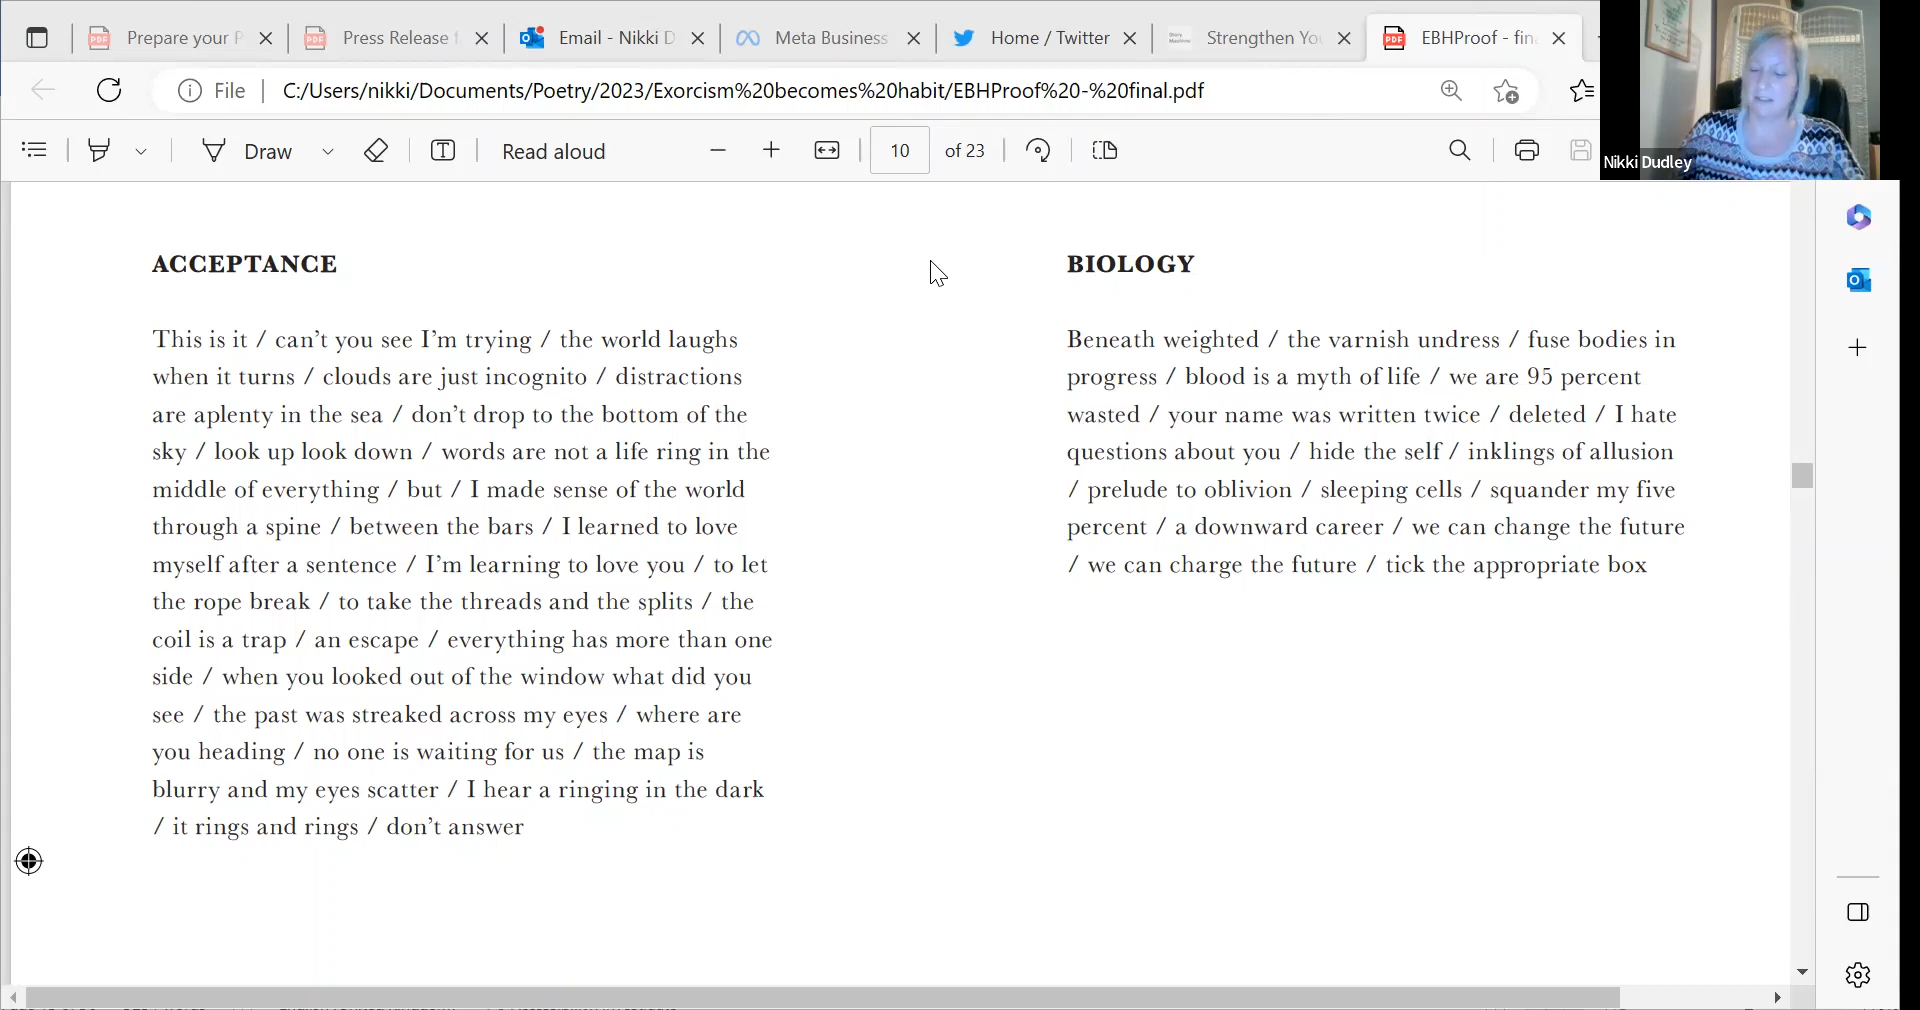 Prepare your P
Press Release f
Email - Nikki D
Meta Business
Home / Twitter
Strengthen You
EBHProof - fin
File
C:/Users/nikki/Documents/Poetry/2023/Exorcism%20becomes%20habit/EBHProof%20-%20final.pdf
Draw
Read aloud
10
of 23
Nikki Dudley
ACCEPTANCE
This is it / can’t you see I’m trying / the world laughs
when it turns / clouds are just incognito / distractions
are aplenty in the sea / don’t drop to the bottom of the
sky / look up look down / words are not a life ring in the
middle of everything / but / I made sense of the world
through a spine / between the bars / I learned to love
myself after a sentence / I’m learning to love you / to let
the rope break / to take the threads and the splits / the
coil is a trap / an escape / everything has more than one
side / when you looked out of the window what did you
see / the past was streaked across my eyes / where are
you heading / no one is waiting for us / the map is
blurry and my eyes scatter / I hear a ringing in the dark
/ it rings and rings / don’t answer
BIOLOGY
Beneath weighted / the varnish undress / fuse bodies in
progress / blood is a myth of life / we are 95 percent
wasted / your name was written twice / deleted / I hate
questions about you / hide the self / inklings of allusion
/ prelude to oblivion / sleeping cells / squander my five
percent / a downward career / we can change the future
/ we can charge the future / tick the appropriate box